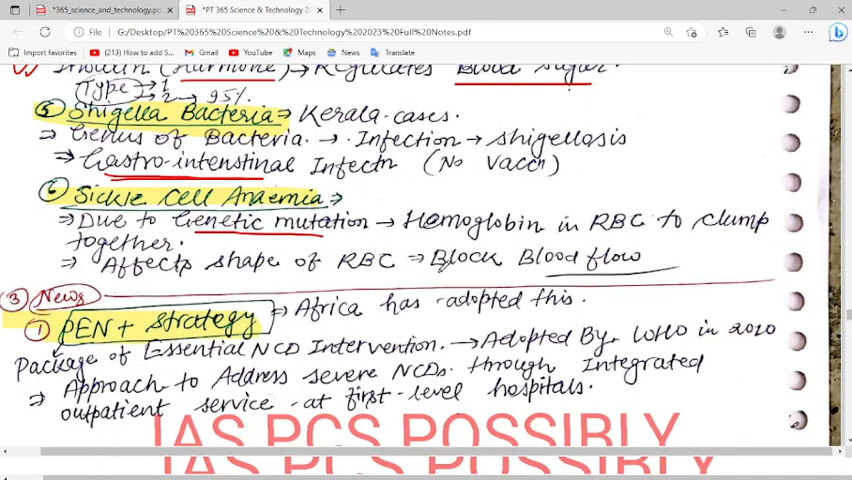 *365_science_and_technology.pd
*PT 365 Science & Technology 2
File | G:/Desktop/PT%20365%20Science%20&%20Technology%202023%20Full%20Notes.pdf
Import favorites (213) How to add S... Gmail YouTube Maps News Translate
Insulin (Hormone) → Regulates Blood sugar.
Type → 1
→ 2 → 95%.
⑤ Shigella Bacteria ⇒ Kerala-cases.
⇒ Genus of Bacteria. → Infection → shigellosis
⇒ Gastro-intenstinal Infectn (No Vaccn)
⑥ Sickle Cell Anaemia ⇒
⇒ Due to Genetic mutation → Hemoglobin in RBC to clump
together.
⇒ Affects shape of RBC ⇒ Block Blood flow
③ News
① PEN+ strategy ⇒ Africa has adopted this.
Package of Essential NCD Intervention. → Adopted By WHO in 2010
⇒ Approach to Address severe NCDs. through Integrated
outpatient service at first-level hospitals.
IAS PCS POSSIBLY
IAS PCS POSSIBLY